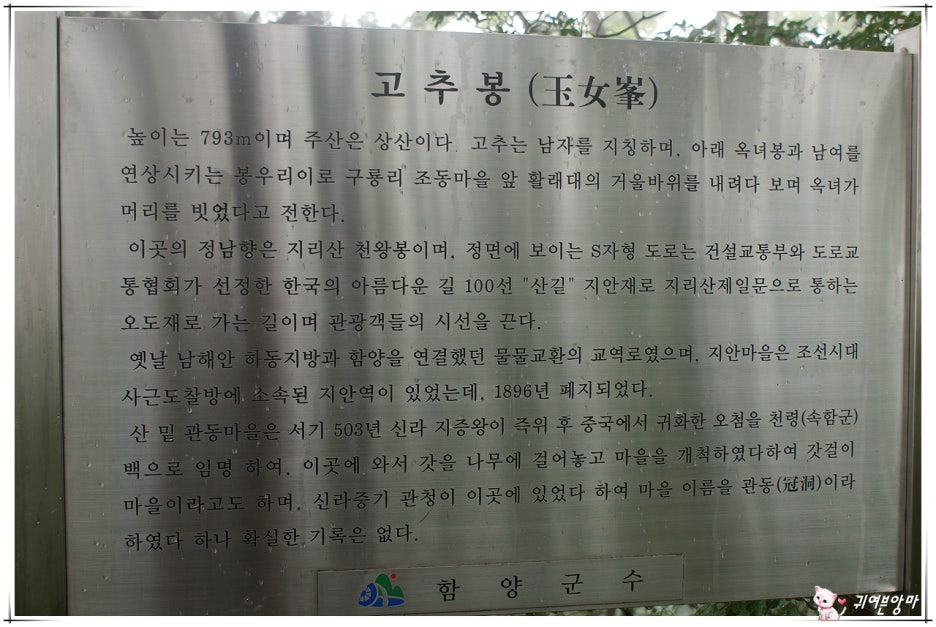 고추봉 (玉女峯)
높이는 793m이며 주산은 상산이다. 고추는 남자를 지칭하며, 아래 옥녀봉과 남여를
연상시키는 봉우리이로 구룡리 조동마을 앞 활래대의 거울바위를 내려다 보며 옥녀가
머리를 빗었다고 전한다.
이곳의 정남향은 지리산 천왕봉이며, 정면에 보이는 S자형 도로는 건설교통부와 도로교
통협회가 선정한 한국의 아름다운 길 100선 "산길" 지안재로 지리산제일문으로 통하는
오도재로 가는 길이며 관광객들의 시선을 끈다.
옛날 남해안 하동지방과 함양을 연결했던 물물교환의 교역로였으며, 지안마을은 조선시대
사근도찰방에 소속된 지안역이 있었는데, 1896년 폐지되었다.
산 밑 관동마을은 서기 503년 신라 지증왕이 즉위 후 중국에서 귀화한 오첨을 천령(속함군)
백으로 임명 하여, 이곳에 와서 갓을 나무에 걸어놓고 마을을 개척하였다하여 갓걸이
마을이라고도 하며, 신라중기 관청이 이곳에 있었다 하여 마을 이름을 관동(冠洞)이라
하였다 하나 확실한 기록은 없다.
함양군수
귀여븐앙마